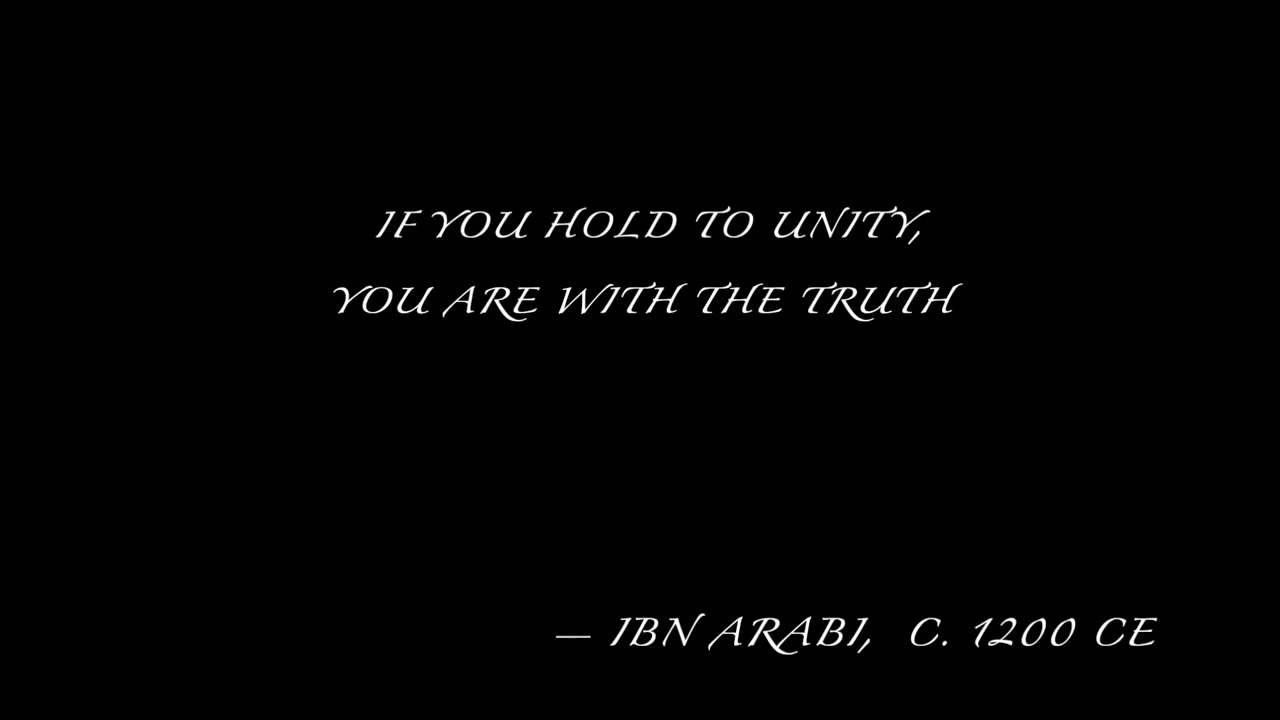 IF YOU HOLD TO UNITY,
YOU ARE WITH THE TRUTH
— IBN ARABI, C. 1200 CE